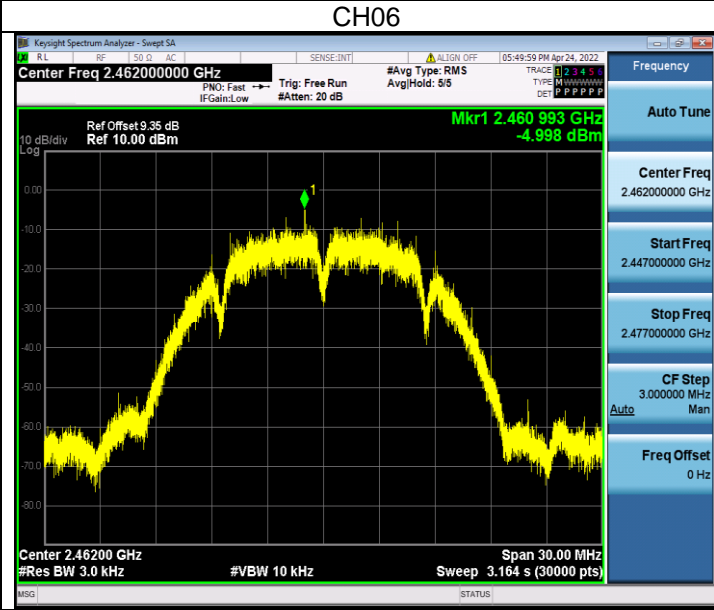 CH06
Keysight Spectrum Analyzer - Swept SA
RL RF 50 Ω AC SENSE:INT ALIGN OFF 05:49:59 PM Apr 24, 2022
Center Freq 2.462000000 GHz
PNO: Fast
IFGain:Low
Trig: Free Run
#Atten: 20 dB
#Avg Type: RMS
Avg|Hold: 5/5
TRACE 1 2 3 4 5 6
TYPE M WWWWW
DET P P P P P P
Ref Offset 9.35 dB
Ref 10.00 dBm
10 dB/div
Log
Mkr1 2.460 993 GHz
-4.998 dBm
1
0.00
-10.0
-20.0
-30.0
-40.0
-50.0
-60.0
-70.0
-80.0
Center 2.46200 GHz
#Res BW 3.0 kHz
#VBW 10 kHz
Span 30.00 MHz
Sweep 3.164 s (30000 pts)
MSG
STATUS
Frequency
Auto Tune
Center Freq
2.462000000 GHz
Start Freq
2.447000000 GHz
Stop Freq
2.477000000 GHz
CF Step
3.000000 MHz
Auto Man
Freq Offset
0 Hz